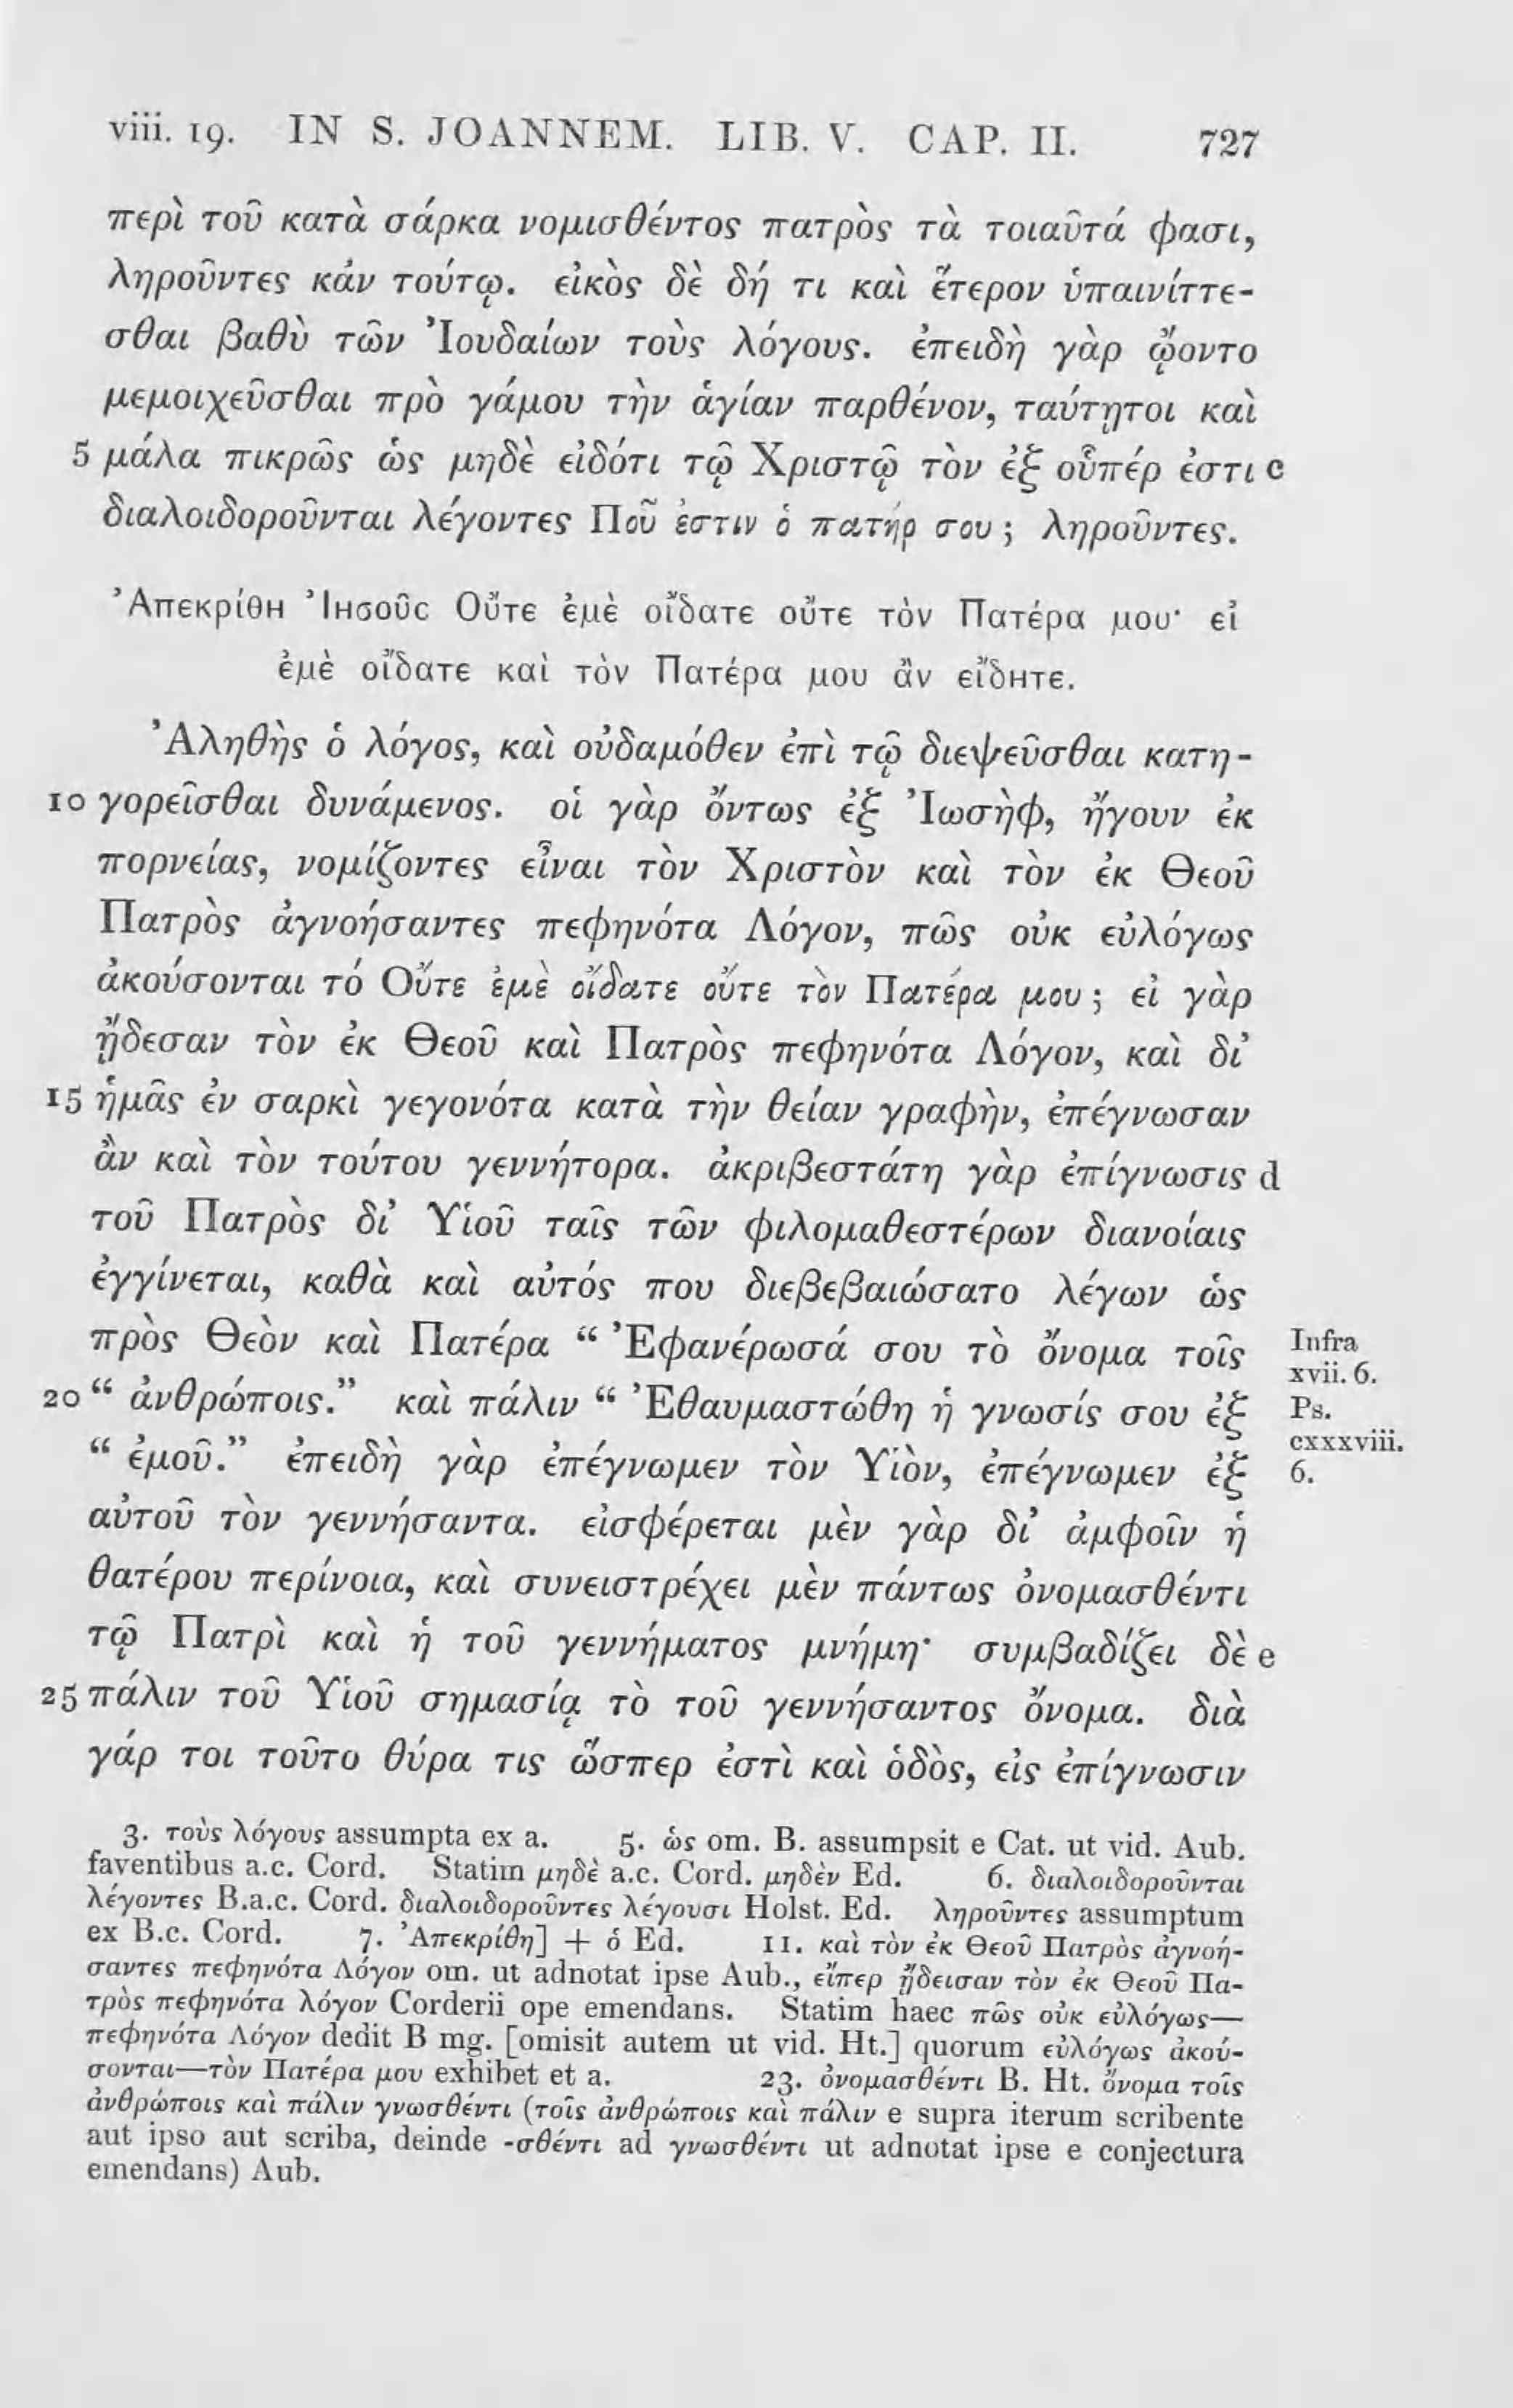 viii. 19. IN S. JOANNEM. LIB. V. CAP. II. 727
περὶ τοῦ κατὰ σάρκα νομισθέντος πατρὸς τὰ τοιαῦτά φασι,
ληροῦντες κἀν τούτῳ. εἰκὸς δὲ δή τι καὶ ἕτερον ὑπαινίττε-
σθαι βαθὺ τῶν Ἰουδαίων τοὺς λόγους. ἐπειδὴ γὰρ ᾤοντο
μεμοιχεῦσθαι πρὸ γάμου τὴν ἁγίαν παρθένον, ταύτῃτοι καὶ
5 μάλα πικρῶς ὡς μηδὲ εἰδότι τῷ Χριστῷ τὸν ἐξ οὗπέρ ἐστι c
διαλοιδοροῦνται λέγοντες Ποῦ ἐστιν ὁ πατήρ σου; ληροῦντες.
Ἀπεκρίθη Ἰησοῦς Οὔτε ἐμὲ οἴδατε οὔτε τὸν Πατέρα μου· εἰ
ἐμὲ οἴδατε καὶ τὸν Πατέρα μου ἂν εἴδητε.
Ἀληθὴς ὁ λόγος, καὶ οὐδαμόθεν ἐπὶ τῷ διεψεῦσθαι κατη-
10 γορεῖσθαι δυνάμενος. οἱ γὰρ ὄντως ἐξ Ἰωσὴφ, ἤγουν ἐκ
πορνείας, νομίζοντες εἶναι τὸν Χριστὸν καὶ τὸν ἐκ Θεοῦ
Πατρὸς ἀγνοήσαντες πεφηνότα Λόγον, πῶς οὐκ εὐλόγως
ἀκούσονται τό Οὔτε ἐμὲ οἴδατε οὔτε τὸν Πατέρα μου; εἰ γὰρ
ᾔδεσαν τὸν ἐκ Θεοῦ καὶ Πατρὸς πεφηνότα Λόγον, καὶ δι’
15 ἡμᾶς ἐν σαρκὶ γεγονότα κατὰ τὴν θείαν γραφὴν, ἐπέγνωσαν
ἂν καὶ τὸν τούτου γεννήτορα. ἀκριβεστάτη γὰρ ἐπίγνωσις d
τοῦ Πατρὸς δι’ Υἱοῦ ταῖς τῶν φιλομαθεστέρων διανοίαις
ἐγγίνεται, καθὰ καὶ αὐτός που διεβεβαιώσατο λέγων ὡς
πρὸς Θεὸν καὶ Πατέρα “ Ἐφανέρωσά σου τὸ ὄνομα τοῖς
Infra
xvii. 6.
20 “ ἀνθρώποις.” καὶ πάλιν “ Ἐθαυμαστώθη ἡ γνωσίς σου ἐξ
Ps.
cxxxviii.
“ ἐμοῦ.” ἐπειδὴ γὰρ ἐπέγνωμεν τὸν Υἱὸν, ἐπέγνωμεν ἐξ
6.
αὐτοῦ τὸν γεννήσαντα. εἰσφέρεται μὲν γὰρ δι’ ἀμφοῖν ἡ
θατέρου περίνοια, καὶ συνειστρέχει μὲν πάντως ὀνομασθέντι
τῷ Πατρὶ καὶ ἡ τοῦ γεννήματος μνήμη· συμβαδίζει δὲ e
25 πάλιν τοῦ Υἱοῦ σημασίᾳ τὸ τοῦ γεννήσαντος ὄνομα. διὰ
γάρ τοι τοῦτο θύρα τις ὥσπερ ἐστὶ καὶ ὁδὸς, εἰς ἐπίγνωσιν
3. τοὺς λόγους assumpta ex a. 5. ὡς om. B. assumpsit e Cat. ut vid. Aub.
faventibus a.c. Cord. Statim μηδὲ a.c. Cord. μηδὲν Ed. 6. διαλοιδοροῦνται
λέγοντες B.a.c. Cord. διαλοιδοροῦντες λέγουσι Holst. Ed. ληροῦντες assumptum
ex B.c. Cord. 7. Ἀπεκρίθη] + ὁ Ed. 11. καὶ τὸν ἐκ Θεοῦ Πατρὸς ἀγνοή-
σαντες πεφηνότα Λόγον om. ut adnotat ipse Aub., εἴπερ ᾔδεισαν τὸν ἐκ Θεοῦ Πα-
τρὸς πεφηνότα λόγον Corderii ope emendans. Statim haec πῶς οὐκ εὐλόγως—
πεφηνότα Λόγον dedit B mg. [omisit autem ut vid. Ht.] quorum εὐλόγως ἀκού-
σονται—τὸν Πατέρα μου exhibet et a. 23. ὀνομασθέντι B. Ht. ὄνομα τοῖς
ἀνθρώποις καὶ πάλιν γνωσθέντι (τοῖς ἀνθρώποις καὶ πάλιν e supra iterum scribente
aut ipso aut scriba, deinde -σθέντι ad γνωσθέντι ut adnotat ipse e conjectura
emendans) Aub.